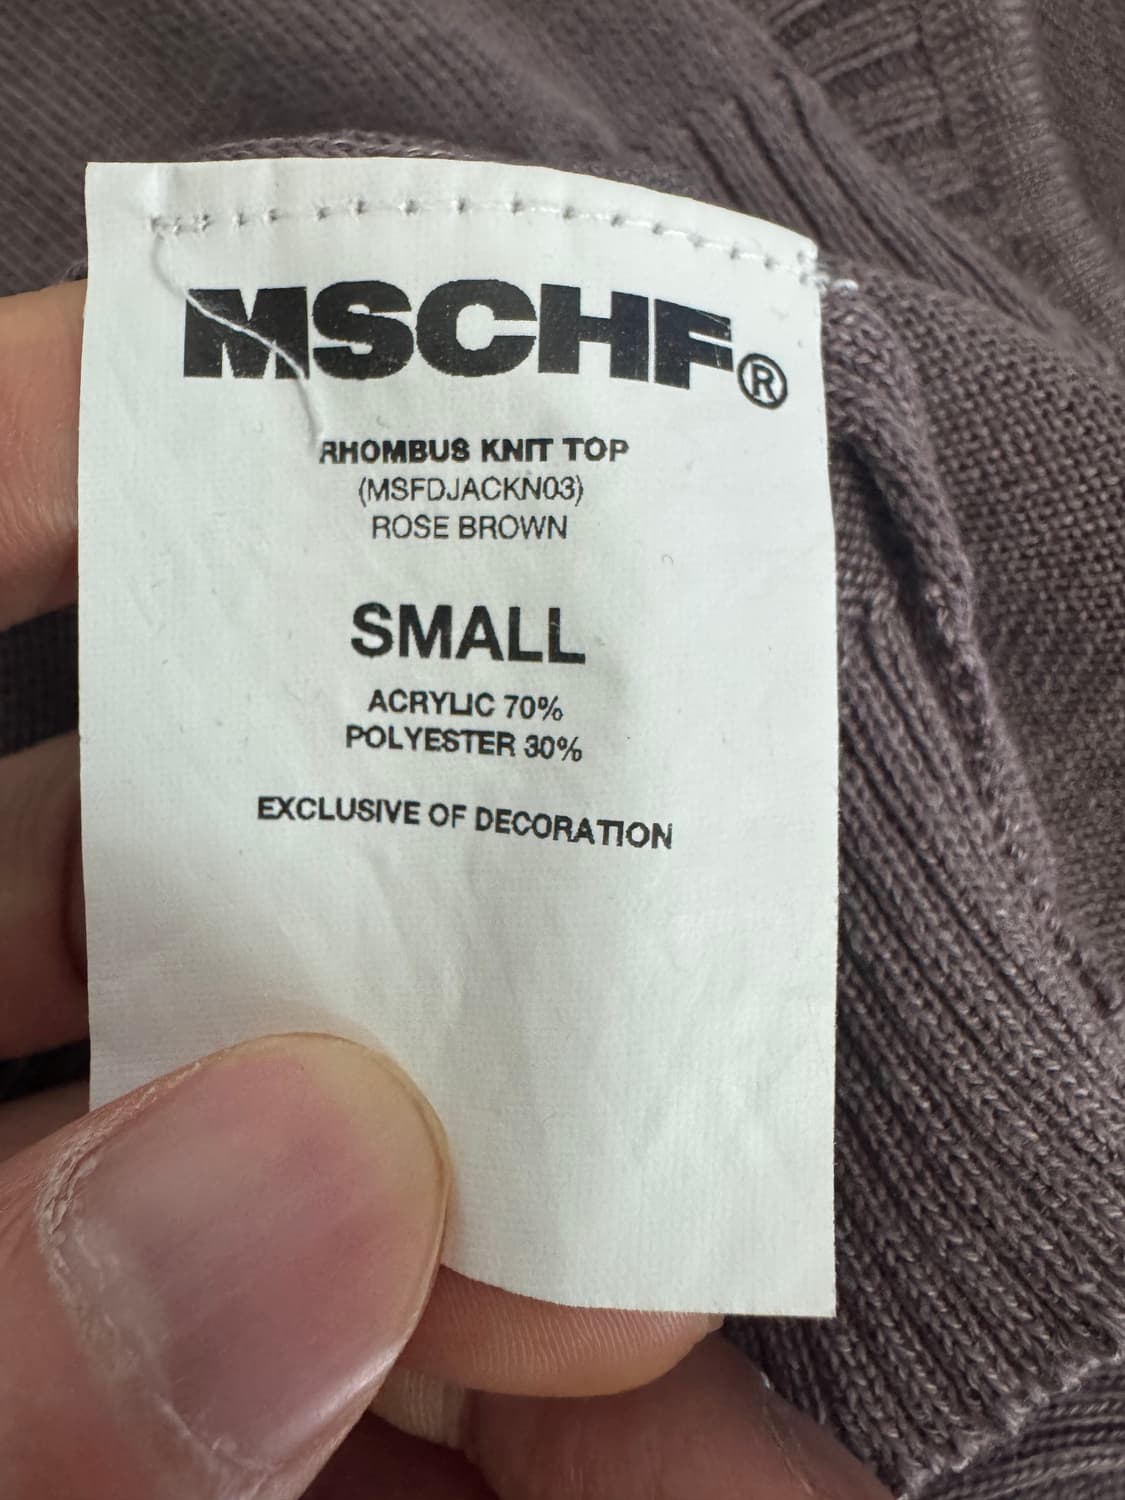 MSCHF®
RHOMBUS KNIT TOP
(MSFDJACKN03)
ROSE BROWN
SMALL
ACRYLIC 70%
POLYESTER 30%
EXCLUSIVE OF DECORATION